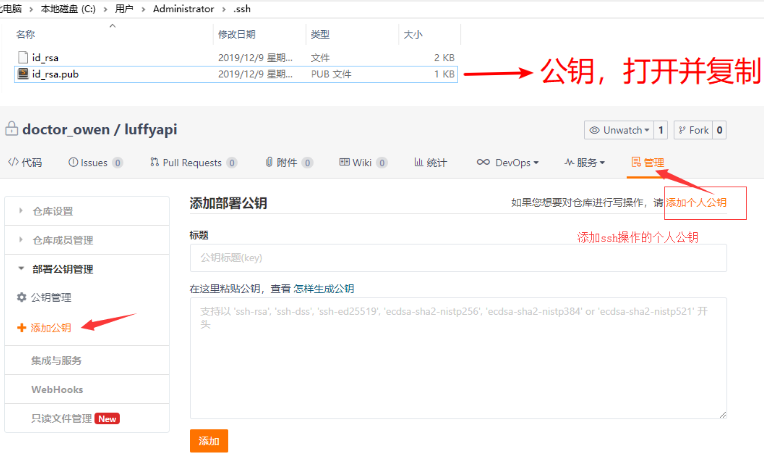 比电脑 › 本地磁盘 (C:) › 用户 › Administrator › .ssh
名称 修改日期 类型 大小
id_rsa 2019/12/9 星期... 文件 2 KB
id_rsa.pub 2019/12/9 星期... PUB 文件 1 KB
公钥，打开并复制
doctor_owen / luffyapi Unwatch 1 Fork 0
代码 Issues 0 Pull Requests 0 附件 0 Wiki 0 统计 DevOps 服务 管理
仓库设置
仓库成员管理
部署公钥管理
公钥管理
添加公钥
集成与服务
WebHooks
只读文件管理 New
添加部署公钥 如果您想要对仓库进行写操作，请 添加个人公钥
添加ssh操作的个人公钥
标题
公钥标题(key)
在这里粘贴公钥，查看 怎样生成公钥
支持以 'ssh-rsa', 'ssh-dss', 'ssh-ed25519', 'ecdsa-sha2-nistp256', 'ecdsa-sha2-nistp384' or 'ecdsa-sha2-nistp521' 开
头
添加